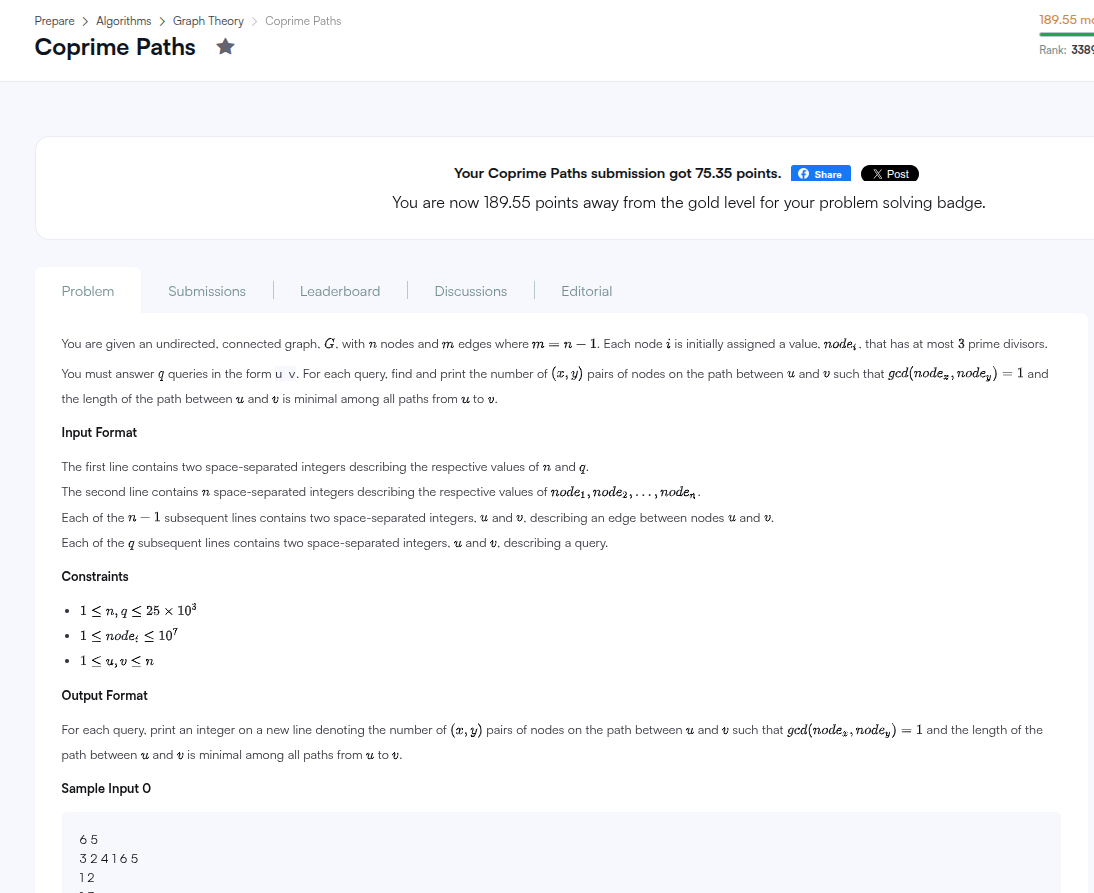 Prepare > Algorithms > Graph Theory > Coprime Paths
189.55 mo
Coprime Paths
Rank: 3389
Your Coprime Paths submission got 75.35 points. Share Post
You are now 189.55 points away from the gold level for your problem solving badge.
Problem Submissions Leaderboard Discussions Editorial
You are given an undirected, connected graph, G, with n nodes and m edges where m = n − 1. Each node i is initially assigned a value, node_i, that has at most 3 prime divisors.
You must answer q queries in the form u v. For each query, find and print the number of (x, y) pairs of nodes on the path between u and v such that gcd(node_x, node_y) = 1 and
the length of the path between u and v is minimal among all paths from u to v.
Input Format
The first line contains two space-separated integers describing the respective values of n and q.
The second line contains n space-separated integers describing the respective values of node_1, node_2, . . . , node_n.
Each of the n − 1 subsequent lines contains two space-separated integers, u and v, describing an edge between nodes u and v.
Each of the q subsequent lines contains two space-separated integers, u and v, describing a query.
Constraints
• 1 ≤ n, q ≤ 25 × 10^3
• 1 ≤ node_i ≤ 10^7
• 1 ≤ u, v ≤ n
Output Format
For each query, print an integer on a new line denoting the number of (x, y) pairs of nodes on the path between u and v such that gcd(node_x, node_y) = 1 and the length of the
path between u and v is minimal among all paths from u to v.
Sample Input 0
6 5
3 2 4 1 6 5
1 2